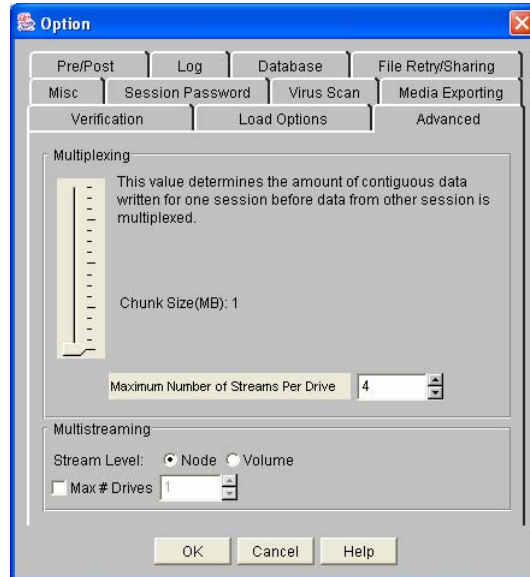 Option
Pre/Post Log Database File Retry/Sharing
Misc Session Password Virus Scan Media Exporting
Verification Load Options Advanced
Multiplexing
This value determines the amount of contiguous data
written for one session before data from other session is
multiplexed.
Chunk Size(MB): 1
Maximum Number of Streams Per Drive 4
Multistreaming
Stream Level: Node Volume
Max # Drives 1
OK Cancel Help